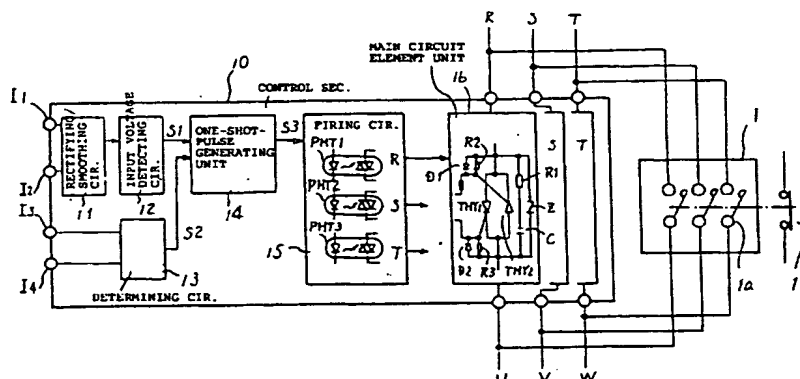 R S T
MAIN CIRCUIT
ELEMENT UNIT
10
16
CONTROL SEC.
I1
I2
I3
I4
RECTIFYING/
SMOOTHING
CIR.
11
INPUT VOLTAGE
DETECTING
CIR.
12
S1
S2
ONE-SHOT-
PULSE
GENERATING
UNIT
14
S3
FIRING CIR.
PHT1
PHT2
PHT3
R
S
T
15
R2
D1
R1
THY1
Z
C
D2
R3
THY2
S
T
1
1a
13
DETERMINING CIR.
U V W